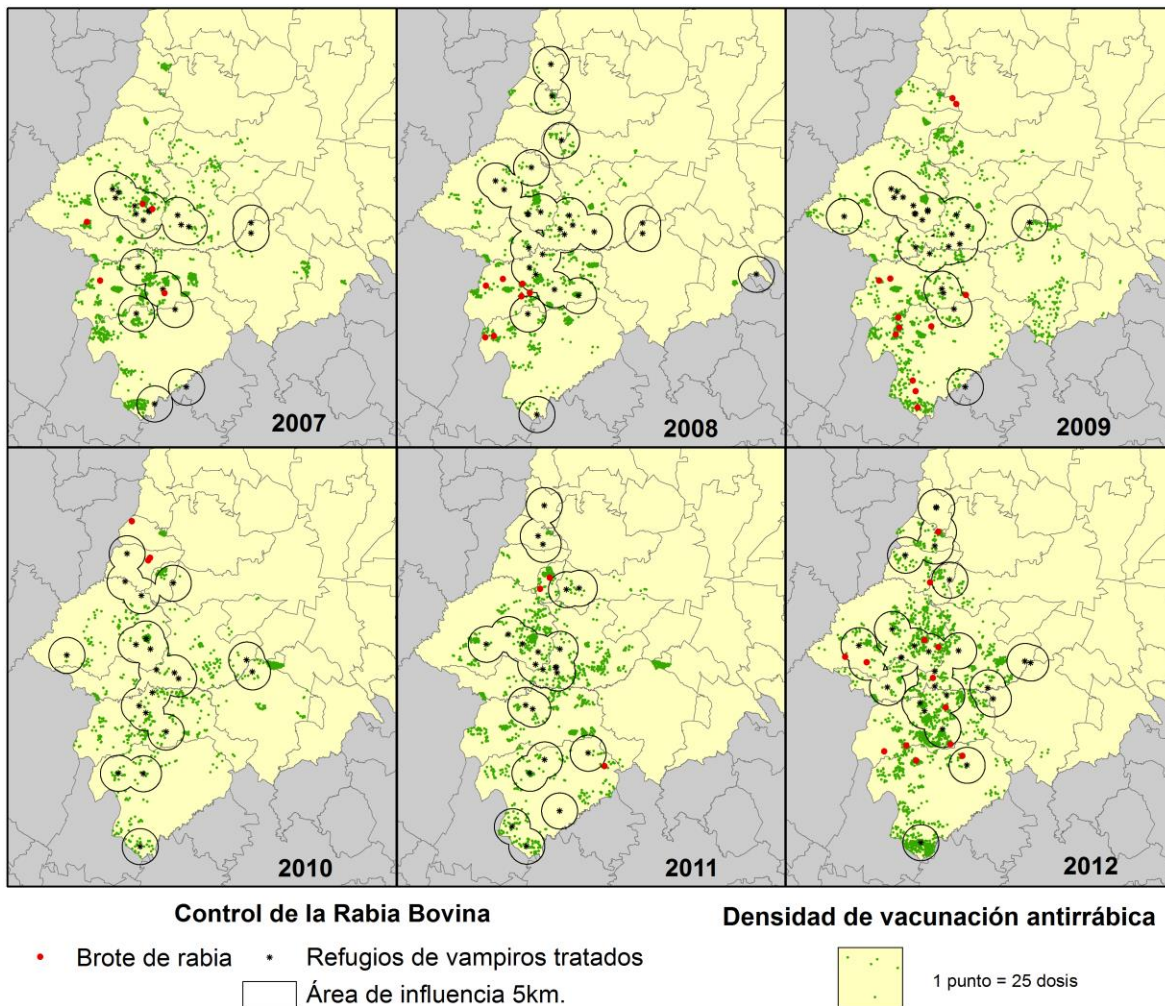 2007
2008
2009
2010
2011
2012
Control de la Rabia Bovina
Brote de rabia
Refugios de vampiros tratados
Área de influencia 5km.
Densidad de vacunación antirrábica
1 punto = 25 dosis